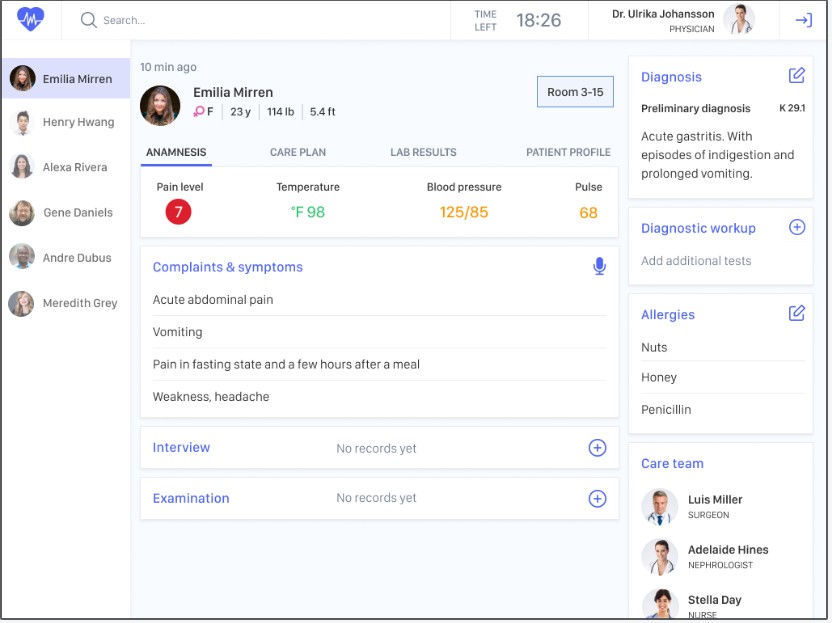 Search...
TIME
LEFT
18:26
Dr. Ulrika Johansson
PHYSICIAN
Emilia Mirren
Henry Hwang
Alexa Rivera
Gene Daniels
Andre Dubus
Meredith Grey
10 min ago
Emilia Mirren
F 23 y 114 lb 5.4 ft
Room 3-15
ANAMNESIS CARE PLAN LAB RESULTS PATIENT PROFILE
Pain level Temperature Blood pressure Pulse
7 °F 98 125/85 68
Complaints & symptoms
Acute abdominal pain
Vomiting
Pain in fasting state and a few hours after a meal
Weakness, headache
Interview No records yet
Examination No records yet
Diagnosis
Preliminary diagnosis K 29.1
Acute gastritis. With
episodes of indigestion and
prolonged vomiting.
Diagnostic workup
Add additional tests
Allergies
Nuts
Honey
Penicillin
Care team
Luis Miller
SURGEON
Adelaide Hines
NEPHROLOGIST
Stella Day
NURSE